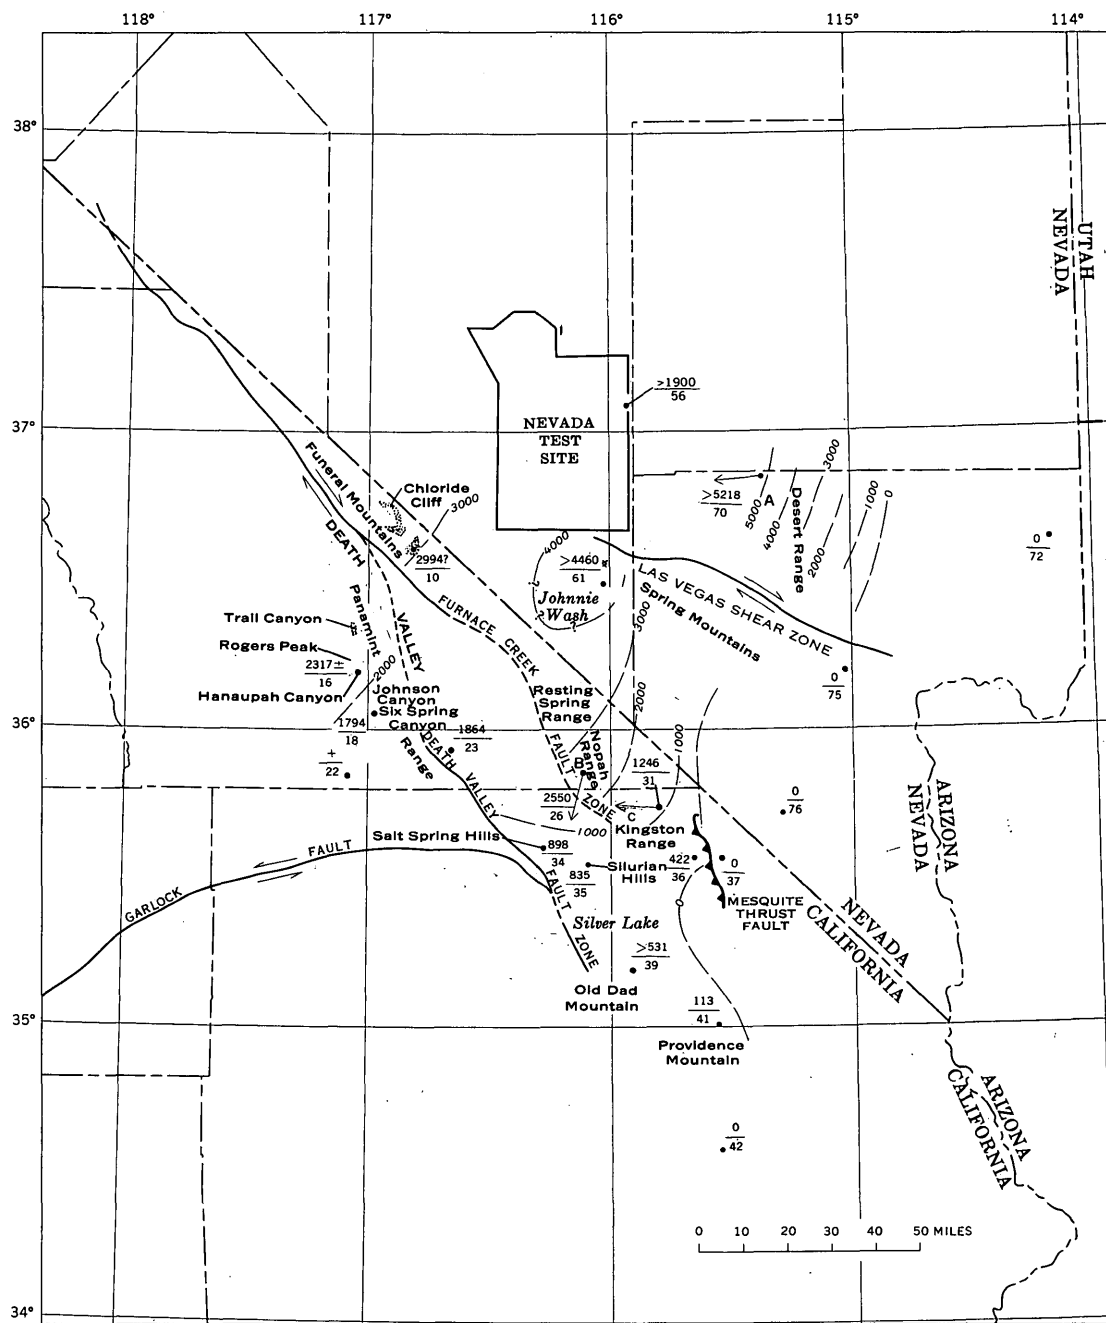 118°
117°
116°
115°
114°
38°
UTAH
NEVADA
>1900
56
NEVADA
TEST
SITE
37°
Funeral Mountains
Chloride
Cliff
3000
2994?
10
DEATH
VALLEY
FURNACE
CREEK
FAULT
ZONE
4000
>4460
61
Johnnie
Wash
?
?
?
3000
2000
1000
LAS VEGAS SHEAR ZONE
Spring Mountains
>5218
70
A
5000
4000
3000
2000
1000
0
Desert Range
0
72
0
75
Trail Canyon
Rogers Peak
2317±
16
Hanaupah Canyon
Panamint
Range
2000
Johnson
Canyon
Six Spring
Canyon
36°
1794
18
+
22
1864
23
Resting
Spring
Range
Nopah
Range
B
2550
26
1246
31
C
Kingston
Range
0
76
DEATH
VALLEY
FAULT
ZONE
1000
Salt Spring Hills
898
34
835
35
Silurian
Hills
422
36
0
37
0
MESQUITE
THRUST
FAULT
GARLOCK
FAULT
Silver Lake
>531
39
Old Dad
Mountain
113
41
Providence
Mountain
35°
ARIZONA
NEVADA
NEVADA
CALIFORNIA
ARIZONA
CALIFORNIA
0
42
0 10 20 30 40 50 MILES
34°